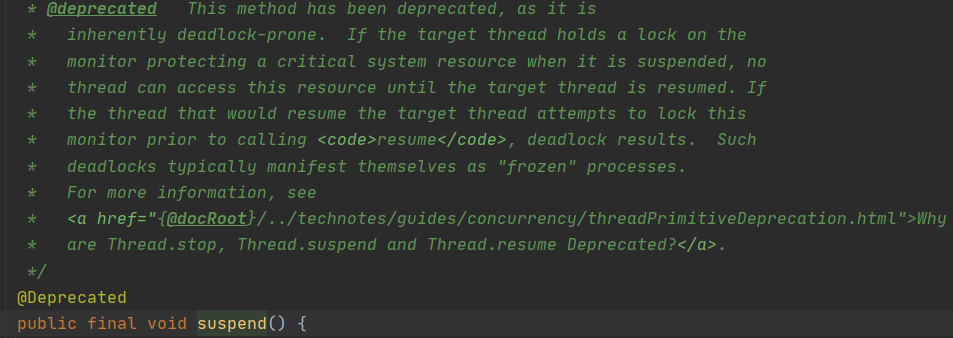 * @deprecated   This method has been deprecated, as it is
*   inherently deadlock-prone.  If the target thread holds a lock on the
*   monitor protecting a critical system resource when it is suspended, no
*   thread can access this resource until the target thread is resumed. If
*   the thread that would resume the target thread attempts to lock this
*   monitor prior to calling <code>resume</code>, deadlock results.  Such
*   deadlocks typically manifest themselves as "frozen" processes.
*   For more information, see
*   <a href="{@docRoot}/../technotes/guides/concurrency/threadPrimitiveDeprecation.html">Why
*   are Thread.stop, Thread.suspend and Thread.resume Deprecated?</a>.
*/
@Deprecated
public final void suspend() {